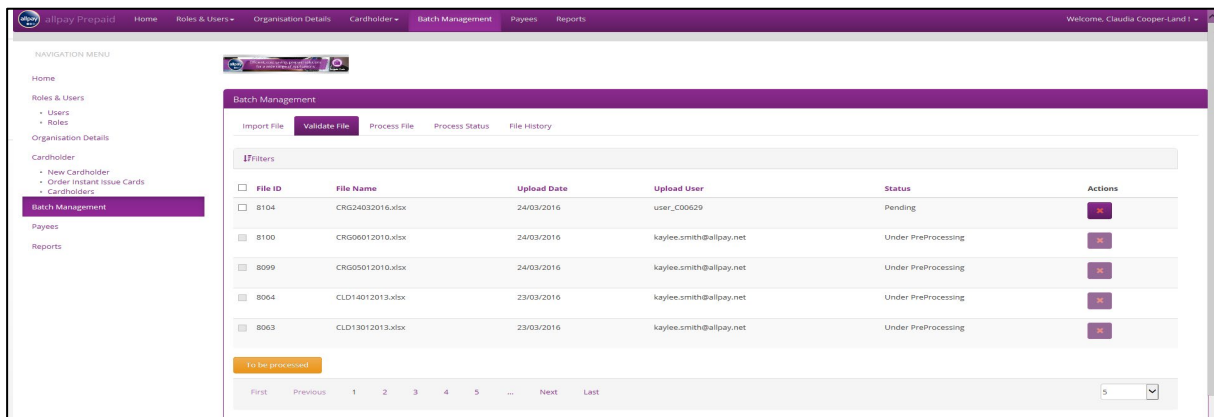 allpay allpay Prepaid Home Roles & Users Organisation Details Cardholder Batch Management Payees Reports Welcome, Claudia Cooper-Land !
NAVIGATION MENU
Home
Roles & Users
• Users
• Roles
Organisation Details
Cardholder
• New Cardholder
• Order Instant Issue Cards
• Cardholders
Batch Management
Payees
Reports
allpay
Batch Management
Import File Validate File Process File Process Status File History
Filters
File ID File Name Upload Date Upload User Status Actions
8104 CRG24032016.xlsx 24/03/2016 user_C00629 Pending
8100 CRG06012010.xlsx 24/03/2016 kaylee.smith@allpay.net Under PreProcessing
8099 CRG05012010.xlsx 24/03/2016 kaylee.smith@allpay.net Under PreProcessing
8064 CLD14012013.xlsx 23/03/2016 kaylee.smith@allpay.net Under PreProcessing
8063 CLD13012013.xlsx 23/03/2016 kaylee.smith@allpay.net Under PreProcessing
To be processed
First Previous 1 2 3 4 5 ... Next Last 5